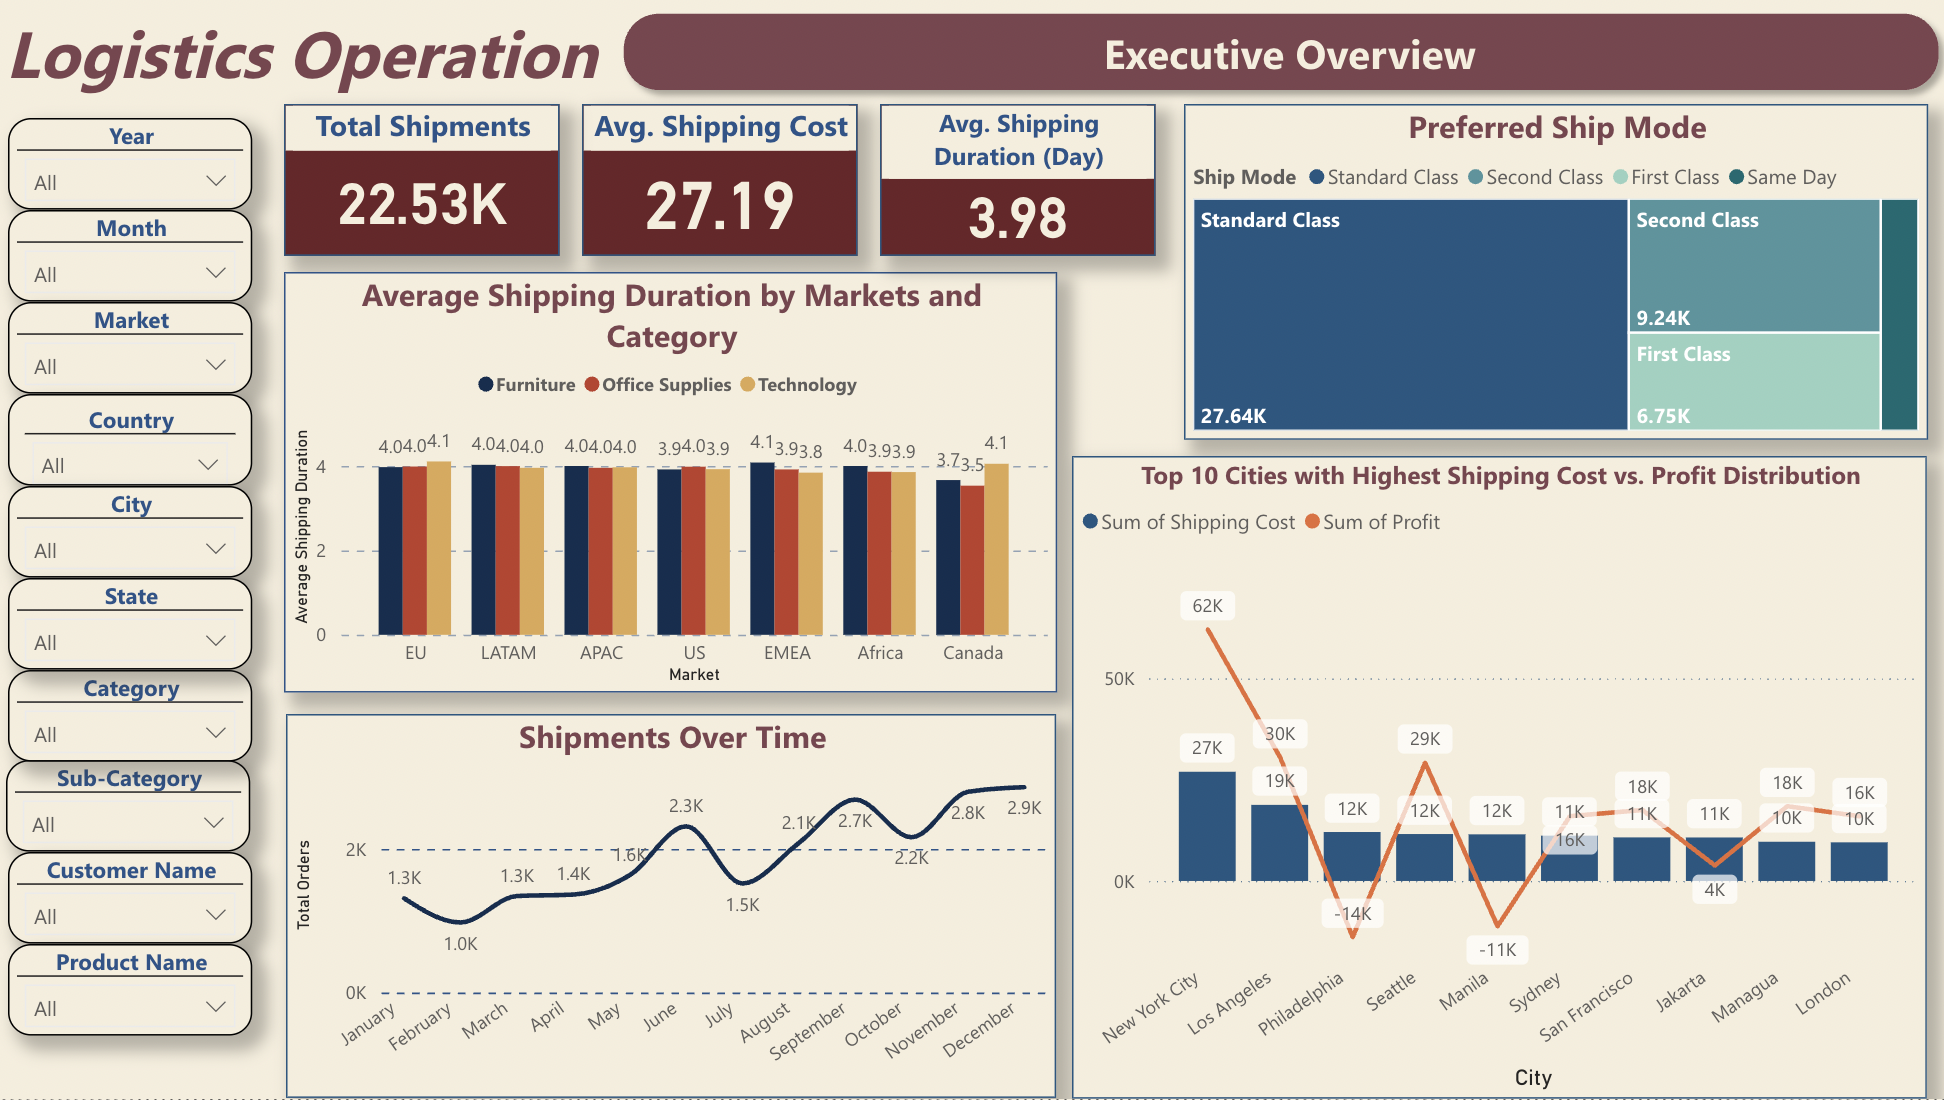 Logistics Operation
Executive Overview
Year
All
Month
All
Market
All
Country
All
City
All
State
All
Category
All
Sub-Category
All
Customer Name
All
Product Name
All
Total Shipments
22.53K
Avg. Shipping Cost
27.19
Avg. Shipping
Duration (Day)
3.98
Preferred Ship Mode
Ship Mode Standard Class Second Class First Class Same Day
Standard Class
27.64K
Second Class
9.24K
First Class
6.75K
Average Shipping Duration by Markets and
Category
Furniture Office Supplies Technology
Average Shipping Duration
4
2
0
4.0 4.0 4.1 4.0 4.0 4.0 4.0 4.0 4.0 3.9 4.0 3.9 4.1 3.9 3.8 4.0 3.9 3.9 3.7 3.5 4.1
EU LATAM APAC US EMEA Africa Canada
Market
Shipments Over Time
Total Orders
2K
0K
1.3K 1.0K 1.3K 1.4K 1.6K 2.3K 1.5K 2.1K 2.7K 2.2K 2.8K 2.9K
January February March April May June July August September October November December
Top 10 Cities with Highest Shipping Cost vs. Profit Distribution
Sum of Shipping Cost Sum of Profit
50K
0K
62K 30K -14K 29K -11K 16K 18K 4K 18K 16K
27K 19K 12K 12K 12K 11K 11K 11K 10K 10K
New York City Los Angeles Philadelphia Seattle Manila Sydney San Francisco Jakarta Managua London
City